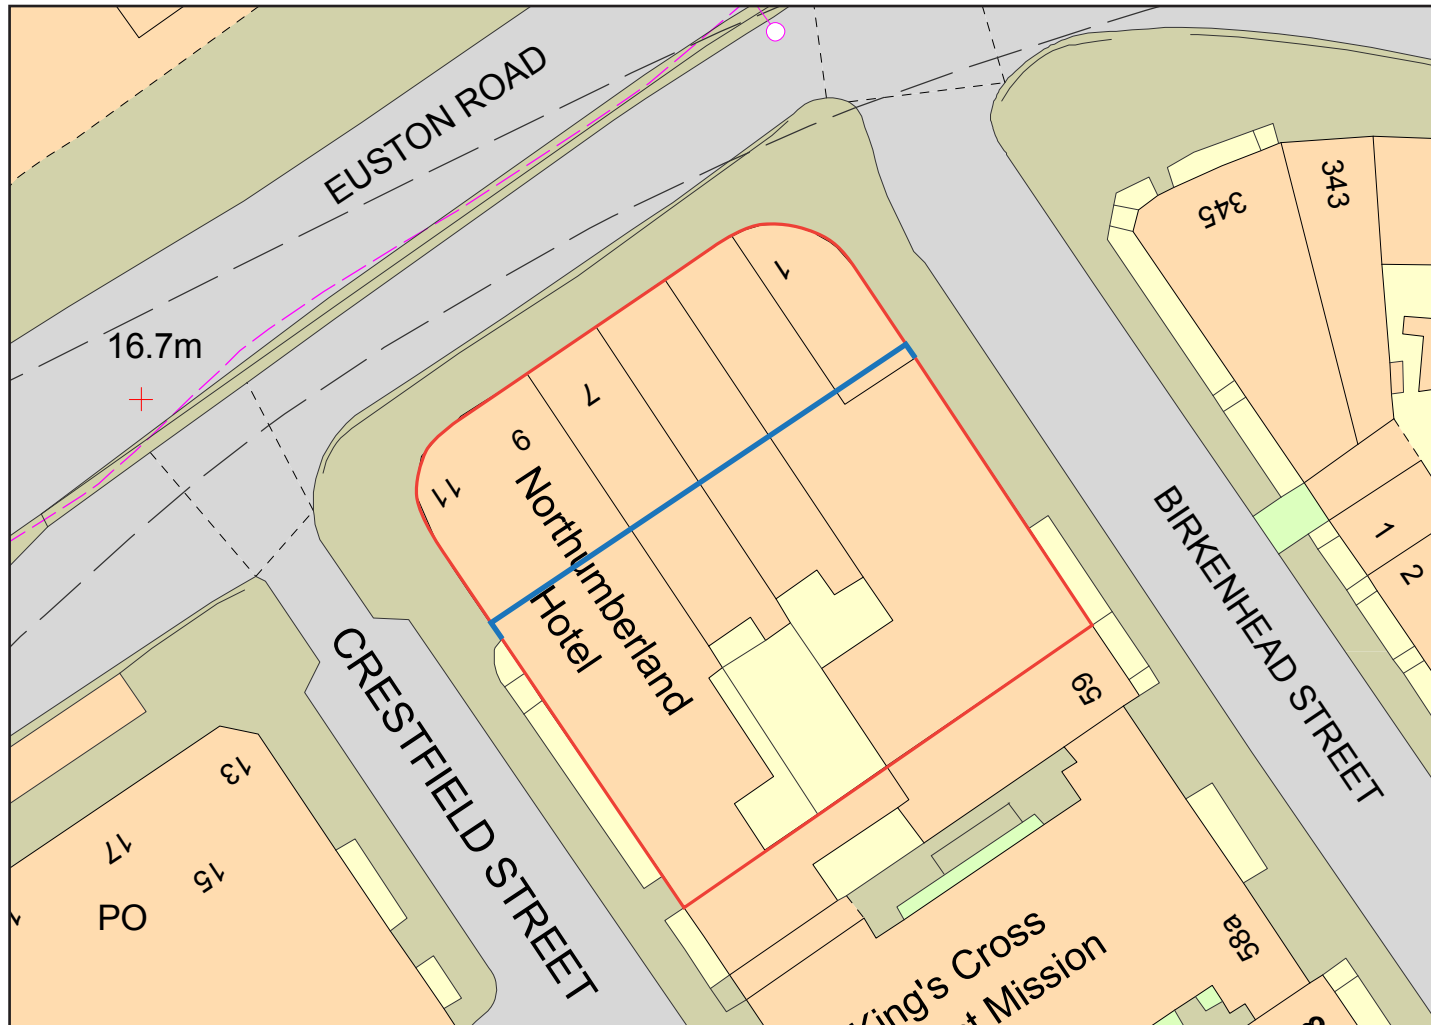 EUSTON ROAD
16.7m
1
7
9
11
Northumberland
Hotel
345
343
1
2
BIRKENHEAD STREET
CRESTFIELD STREET
59
13
17
15
PO
58a
King's Cross
t Mission